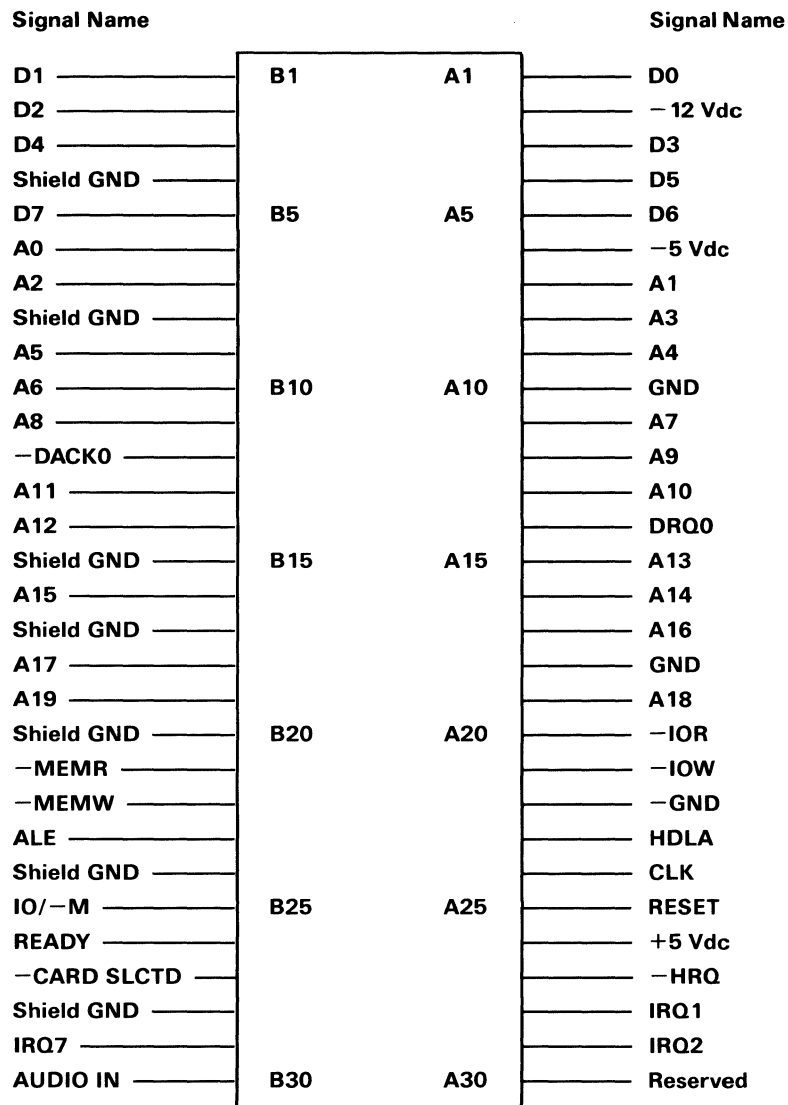 Signal Name Signal Name
D1 B1 A1 D0
D2 −12 Vdc
D4 D3
Shield GND D5
D7 B5 A5 D6
A0 −5 Vdc
A2 A1
Shield GND A3
A5 A4
A6 B10 A10 GND
A8 A7
−DACK0 A9
A11 A10
A12 DRQ0
Shield GND B15 A15 A13
A15 A14
Shield GND A16
A17 GND
A19 A18
Shield GND B20 A20 −IOR
−MEMR −IOW
−MEMW −GND
ALE HDLA
Shield GND CLK
IO/−M B25 A25 RESET
READY +5 Vdc
−CARD SLCTD −HRQ
Shield GND IRQ1
IRQ7 IRQ2
AUDIO IN B30 A30 Reserved